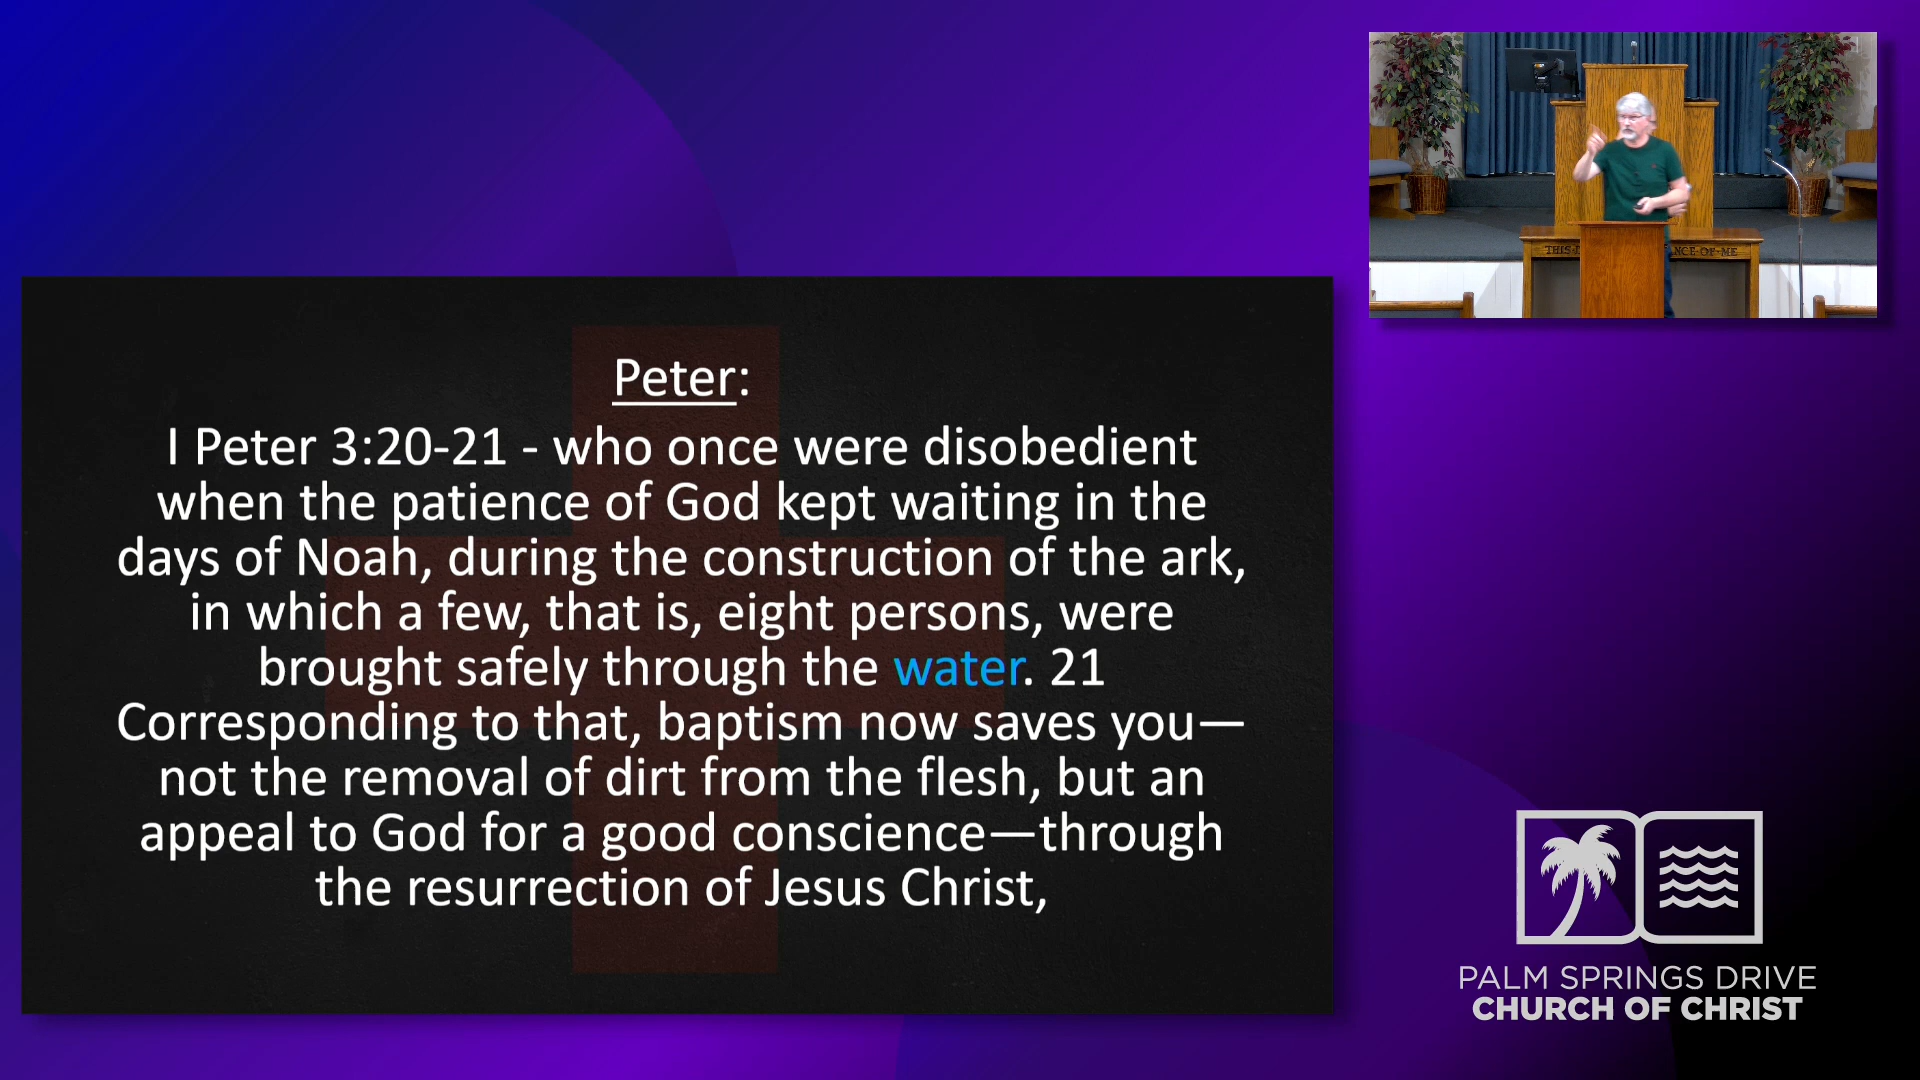 THIS
NCE-OF-ME
Peter:
I Peter 3:20-21 - who once were disobedient
when the patience of God kept waiting in the
days of Noah, during the construction of the ark,
in which a few, that is, eight persons, were
brought safely through the water. 21
Corresponding to that, baptism now saves you—
not the removal of dirt from the flesh, but an
appeal to God for a good conscience—through
the resurrection of Jesus Christ,
PALM SPRINGS DRIVE
CHURCH OF CHRIST